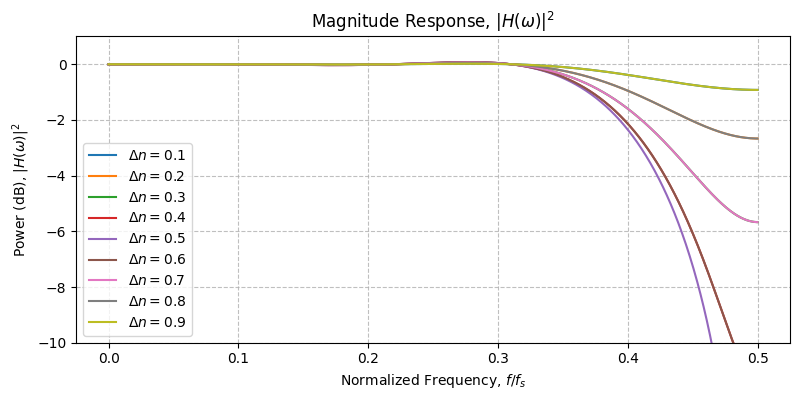 Magnitude Response, |H(ω)|²
Power (dB), |H(ω)|²
0
−2
−4
−6
−8
−10
Δn = 0.1
Δn = 0.2
Δn = 0.3
Δn = 0.4
Δn = 0.5
Δn = 0.6
Δn = 0.7
Δn = 0.8
Δn = 0.9
0.0 0.1 0.2 0.3 0.4 0.5
Normalized Frequency, f/fₛ